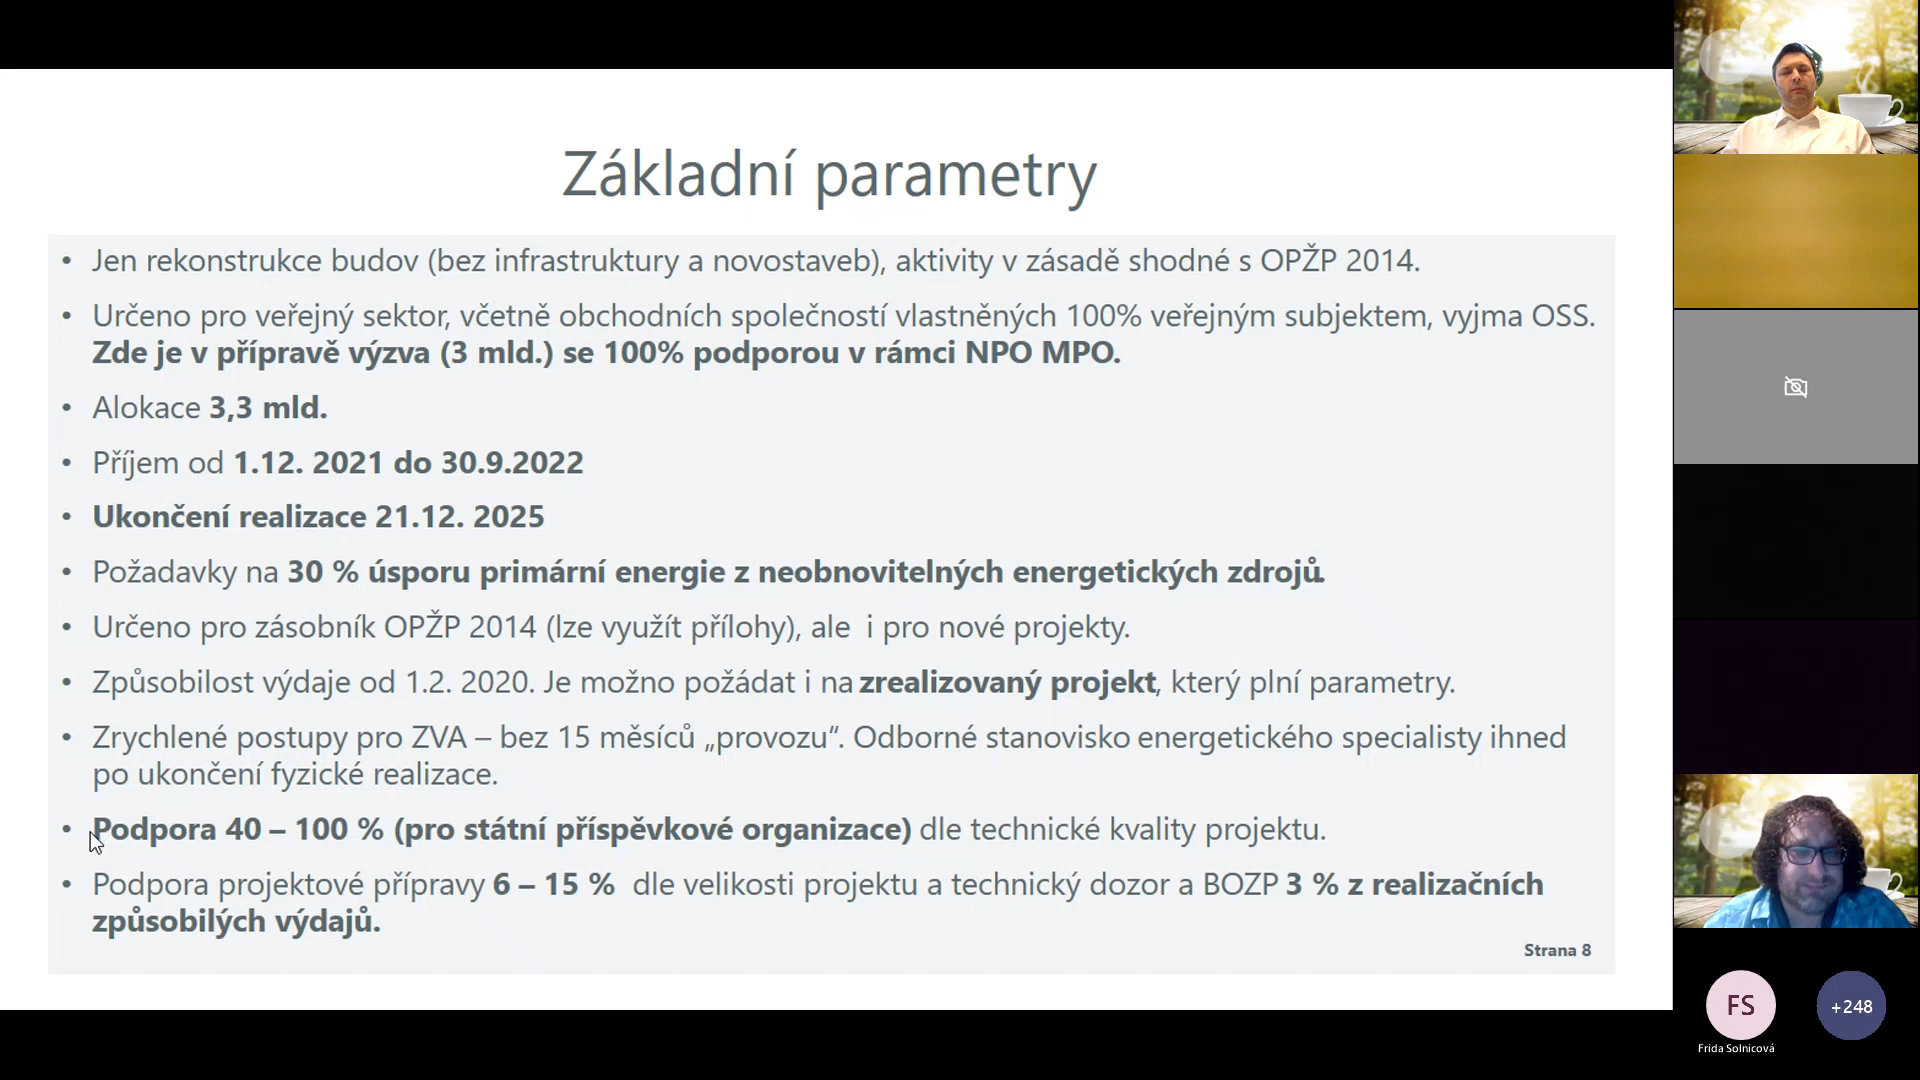 Základní parametry
• Jen rekonstrukce budov (bez infrastruktury a novostaveb), aktivity v zásadě shodné s OPŽP 2014.
• Určeno pro veřejný sektor, včetně obchodních společností vlastněných 100% veřejným subjektem, vyjma OSS.
Zde je v přípravě výzva (3 mld.) se 100% podporou v rámci NPO MPO.
• Alokace 3,3 mld.
• Příjem od 1.12. 2021 do 30.9.2022
• Ukončení realizace 21.12. 2025
• Požadavky na 30 % úsporu primární energie z neobnovitelných energetických zdrojů.
• Určeno pro zásobník OPŽP 2014 (lze využít přílohy), ale i pro nové projekty.
• Způsobilost výdaje od 1.2. 2020. Je možno požádat i na zrealizovaný projekt, který plní parametry.
• Zrychlené postupy pro ZVA – bez 15 měsíců „provozu“. Odborné stanovisko energetického specialisty ihned
po ukončení fyzické realizace.
• Podpora 40 – 100 % (pro státní příspěvkové organizace) dle technické kvality projektu.
• Podpora projektové přípravy 6 – 15 % dle velikosti projektu a technický dozor a BOZP 3 % z realizačních
způsobilých výdajů.
Strana 8
FS
+248
Frida Solnicová